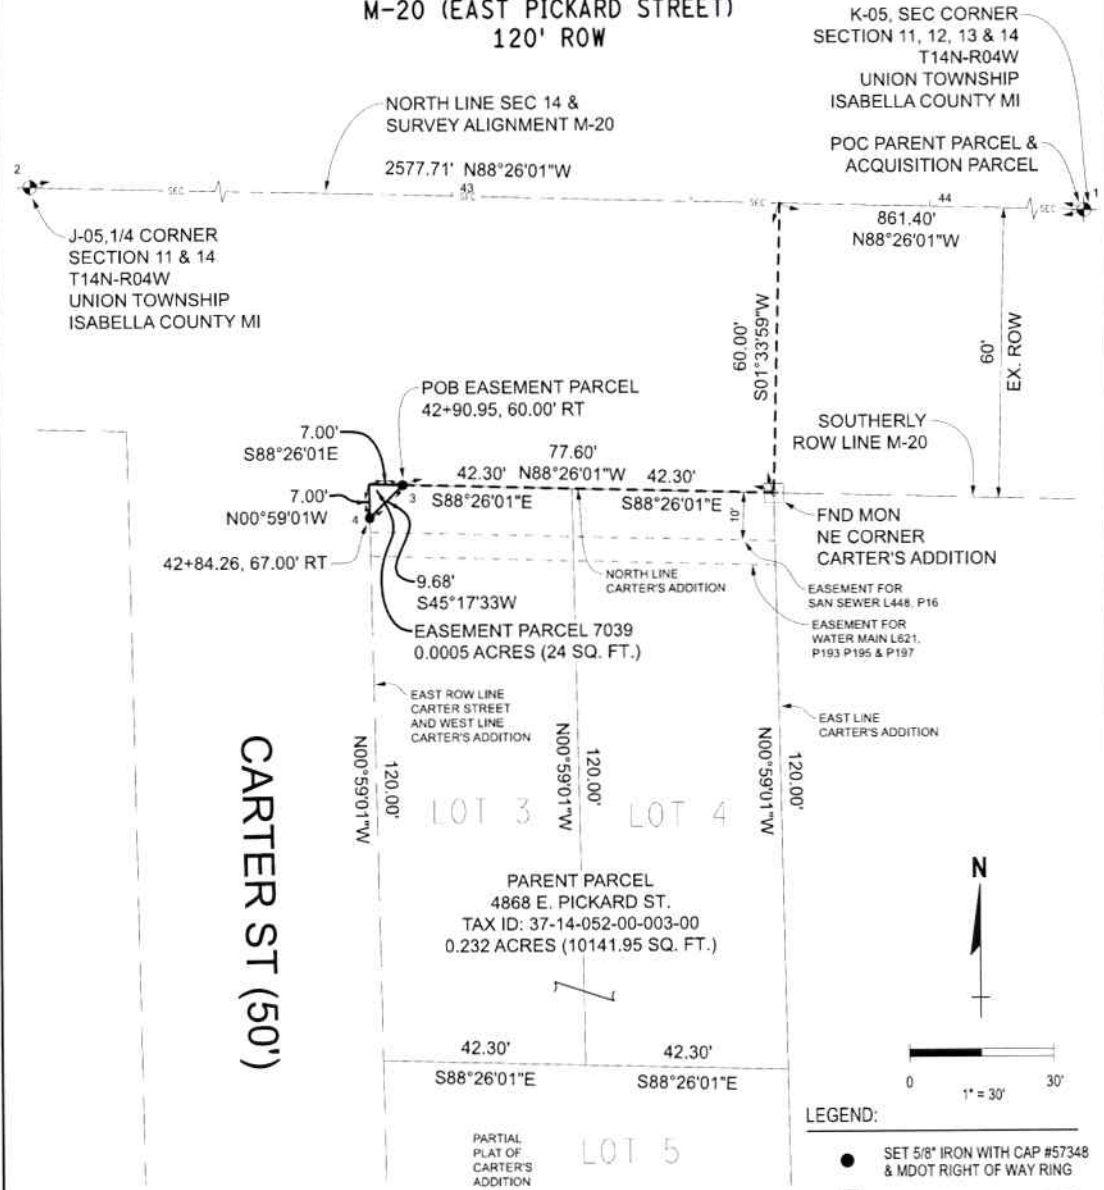 M-20 (EAST PICKARD STREET)
120' ROW
K-05, SEC CORNER
SECTION 11, 12, 13 & 14
T14N-R04W
UNION TOWNSHIP
ISABELLA COUNTY MI
NORTH LINE SEC 14 &
SURVEY ALIGNMENT M-20
POC PARENT PARCEL &
ACQUISITION PARCEL
2577.71' N88°26'01"W
2
SEC
43
SEC
SEC
44
SEC
1
861.40'
N88°26'01"W
J-05,1/4 CORNER
SECTION 11 & 14
T14N-R04W
UNION TOWNSHIP
ISABELLA COUNTY MI
60.00'
S01°33'59"W
60'
EX. ROW
POB EASEMENT PARCEL
42+90.95, 60.00' RT
SOUTHERLY
ROW LINE M-20
7.00'
S88°26'01E
77.60'
42.30' N88°26'01"W 42.30'
S88°26'01"E S88°26'01"E
3
7.00'
N00°59'01W
4
10'
FND MON
NE CORNER
CARTER'S ADDITION
42+84.26, 67.00' RT
9.68'
S45°17'33W
NORTH LINE
CARTER'S ADDITION
EASEMENT FOR
SAN SEWER L448, P16
EASEMENT FOR
WATER MAIN L621,
P193 P195 & P197
EASEMENT PARCEL 7039
0.0005 ACRES (24 SQ. FT.)
EAST ROW LINE
CARTER STREET
AND WEST LINE
CARTER'S ADDITION
EAST LINE
CARTER'S ADDITION
CARTER ST (50')
N00°59'01"W
120.00'
N00°59'01"W
120.00'
N00°59'01"W
120.00'
LOT 3
LOT 4
PARENT PARCEL
4868 E. PICKARD ST.
TAX ID: 37-14-052-00-003-00
0.232 ACRES (10141.95 SQ. FT.)
N
42.30' 42.30'
S88°26'01"E S88°26'01"E
0 30'
1" = 30'
LEGEND:
PARTIAL
PLAT OF
CARTER'S
ADDITION
LOT 5
SET 5/8" IRON WITH CAP #57348
& MDOT RIGHT OF WAY RING